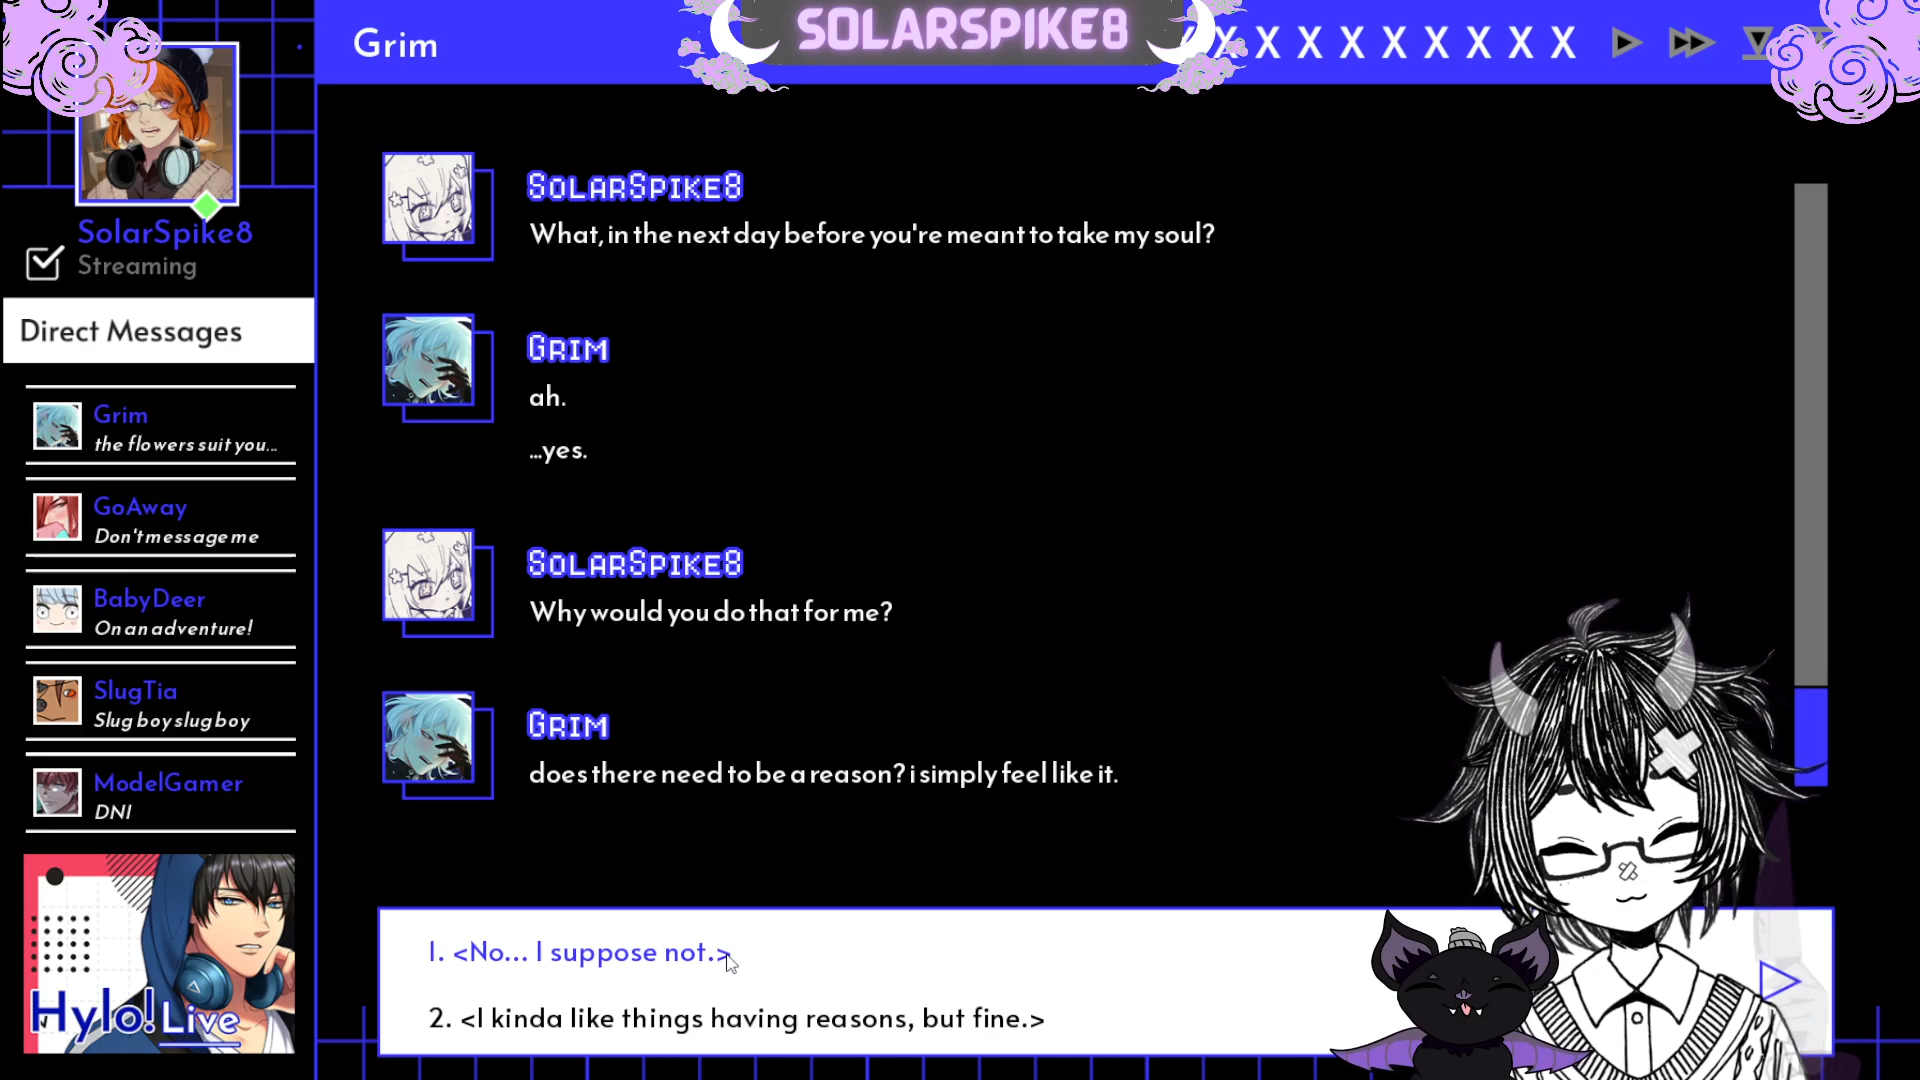 Grim
SOLARSPIKE8
X X X X X X X X X
SolarSpike8
Streaming
Direct Messages
Grim
the flowers suit you...
GoAway
Don't message me
BabyDeer
On an adventure!
SlugTia
Slug boy slug boy
ModelGamer
DNI
Hylo! Live
SolarSpike8
What, in the next day before you're meant to take my soul?
Grim
ah.
...yes.
SolarSpike8
Why would you do that for me?
Grim
does there need to be a reason? i simply feel like it.
1. <No... I suppose not.>
2. <I kinda like things having reasons, but fine.>